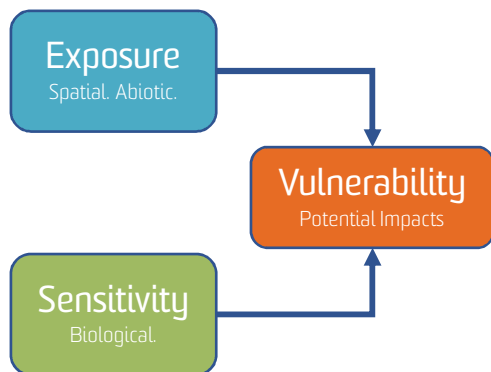 Exposure
Spatial. Abiotic.
Vulnerability
Potential Impacts
Sensitivity
Biological.